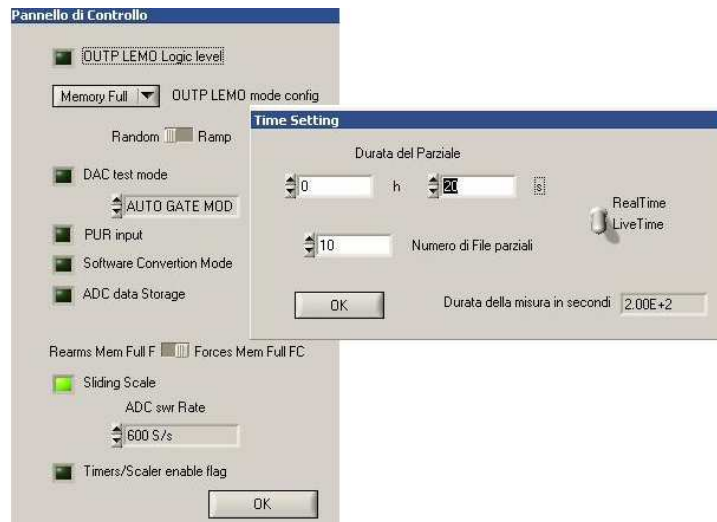 Pannello di Controllo
OUTP LEMO Logic level
Memory Full OUTP LEMO mode config
Random Ramp
DAC test mode
AUTO GATE MOD
PUR input
Software Convertion Mode
ADC data Storage
Rearms Mem Full F Forces Mem Full FC
Sliding Scale
ADC swr Rate
600 S/s
Timers/Scaler enable flag
OK
Time Setting
Durata del Parziale
0 h 20 s
RealTime
LiveTime
10 Numero di File parziali
OK Durata della misura in secondi 2.00E+2